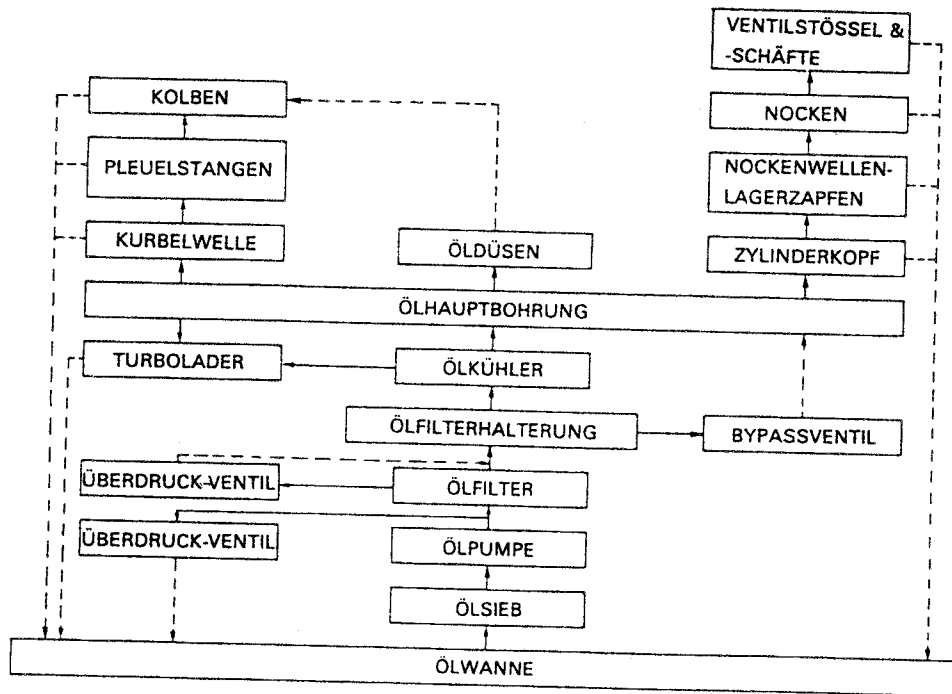 VENTILSTÖSSEL &
-SCHÄFTE
KOLBEN
NOCKEN
PLEUELSTANGEN
NOCKENWELLEN-
LAGERZAPFEN
KURBELWELLE
ÖLDÜSEN
ZYLINDERKOPF
ÖLHAUPTBOHRUNG
TURBOLADER
ÖLKÜHLER
ÖLFILTERHALTERUNG
BYPASSVENTIL
ÜBERDRUCK-VENTIL
ÖLFILTER
ÜBERDRUCK-VENTIL
ÖLPUMPE
ÖLSIEB
ÖLWANNE